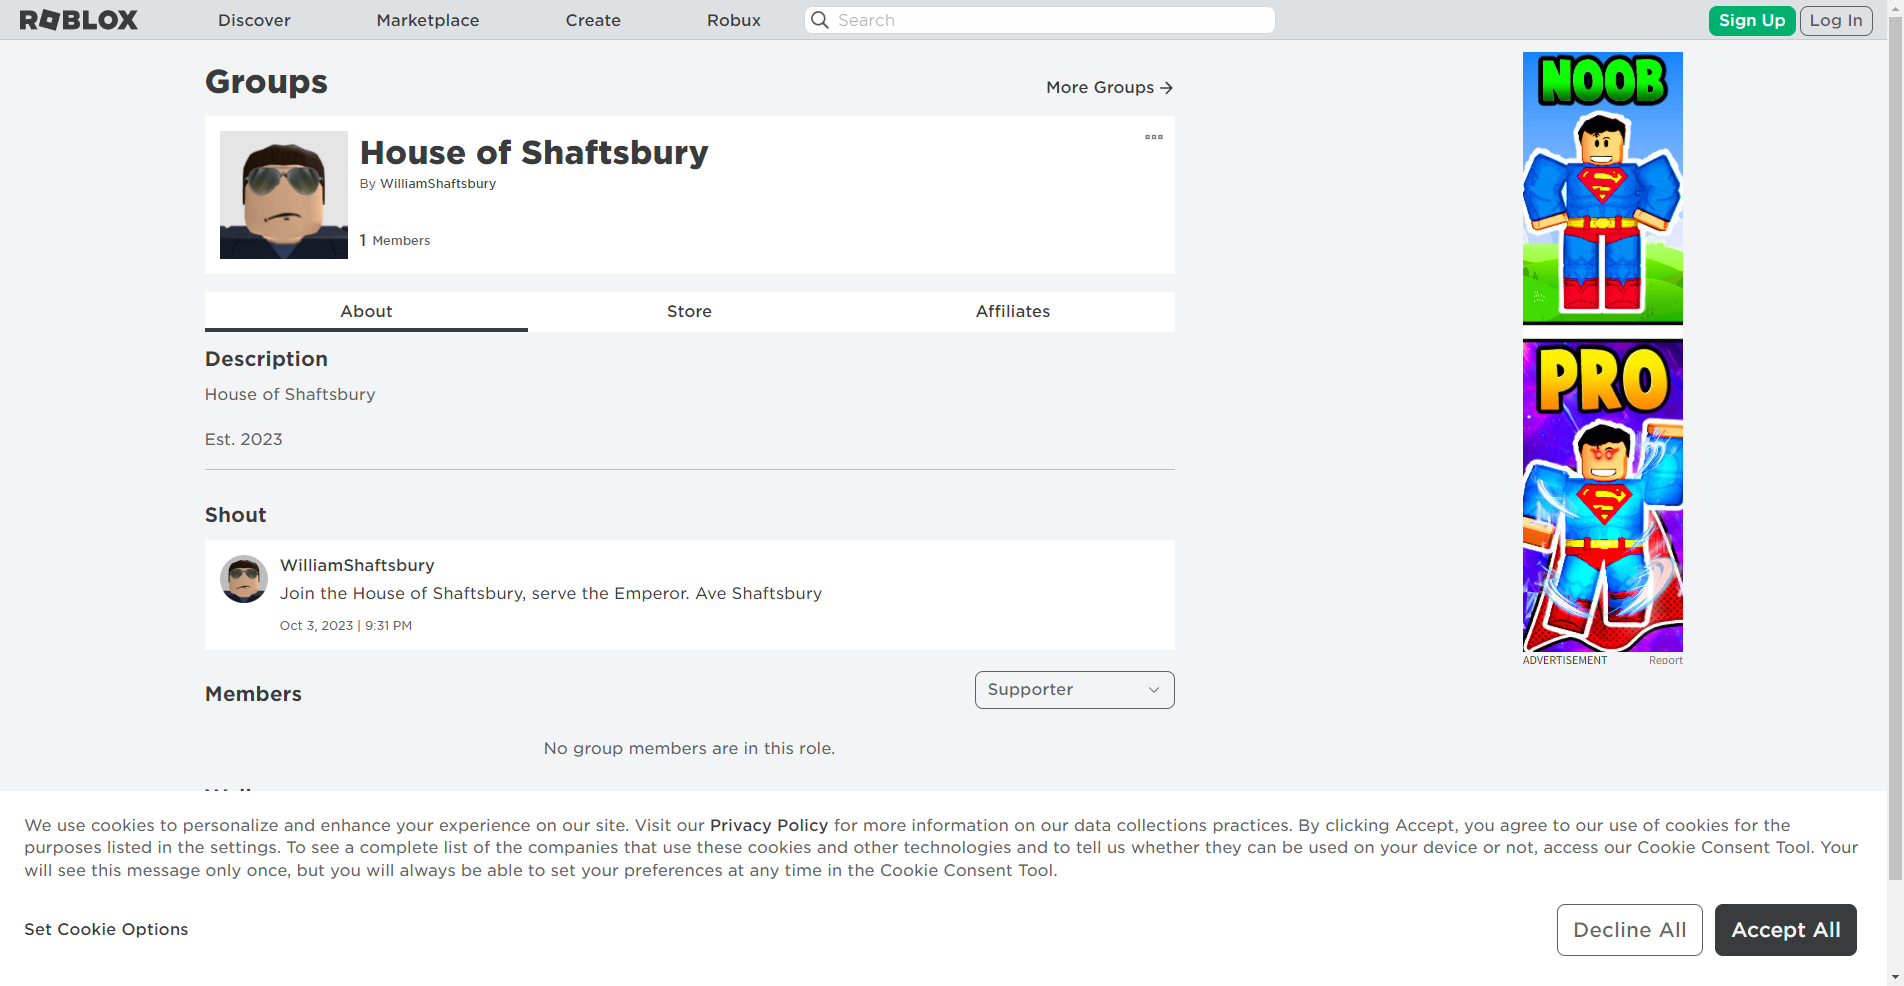 ROBLOX
Discover
Marketplace
Create
Robux
Search
Sign Up
Log In
Groups
More Groups →
House of Shaftsbury
By WilliamShaftsbury
1 Members
About
Store
Affiliates
Description
House of Shaftsbury
Est. 2023
Shout
WilliamShaftsbury
Join the House of Shaftsbury, serve the Emperor. Ave Shaftsbury
Oct 3, 2023 | 9:31 PM
Members
Supporter
No group members are in this role.
NOOB
PRO
ADVERTISEMENT
Report
We use cookies to personalize and enhance your experience on our site. Visit our Privacy Policy for more information on our data collections practices. By clicking Accept, you agree to our use of cookies for the
purposes listed in the settings. To see a complete list of the companies that use these cookies and other technologies and to tell us whether they can be used on your device or not, access our Cookie Consent Tool. Your
will see this message only once, but you will always be able to set your preferences at any time in the Cookie Consent Tool.
Set Cookie Options
Decline All
Accept All